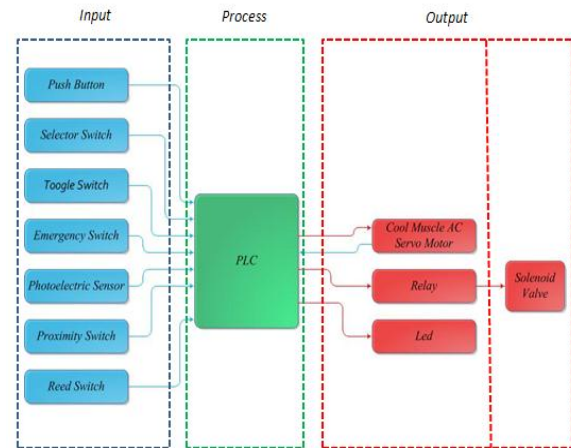 Input
Process
Output
Push Button
Selector Switch
Toogle Switch
Emergency Switch
Photoelectric Sensor
Proximity Switch
Reed Switch
PLC
Cool Muscle AC
Servo Motor
Relay
Led
Solenoid
Valve